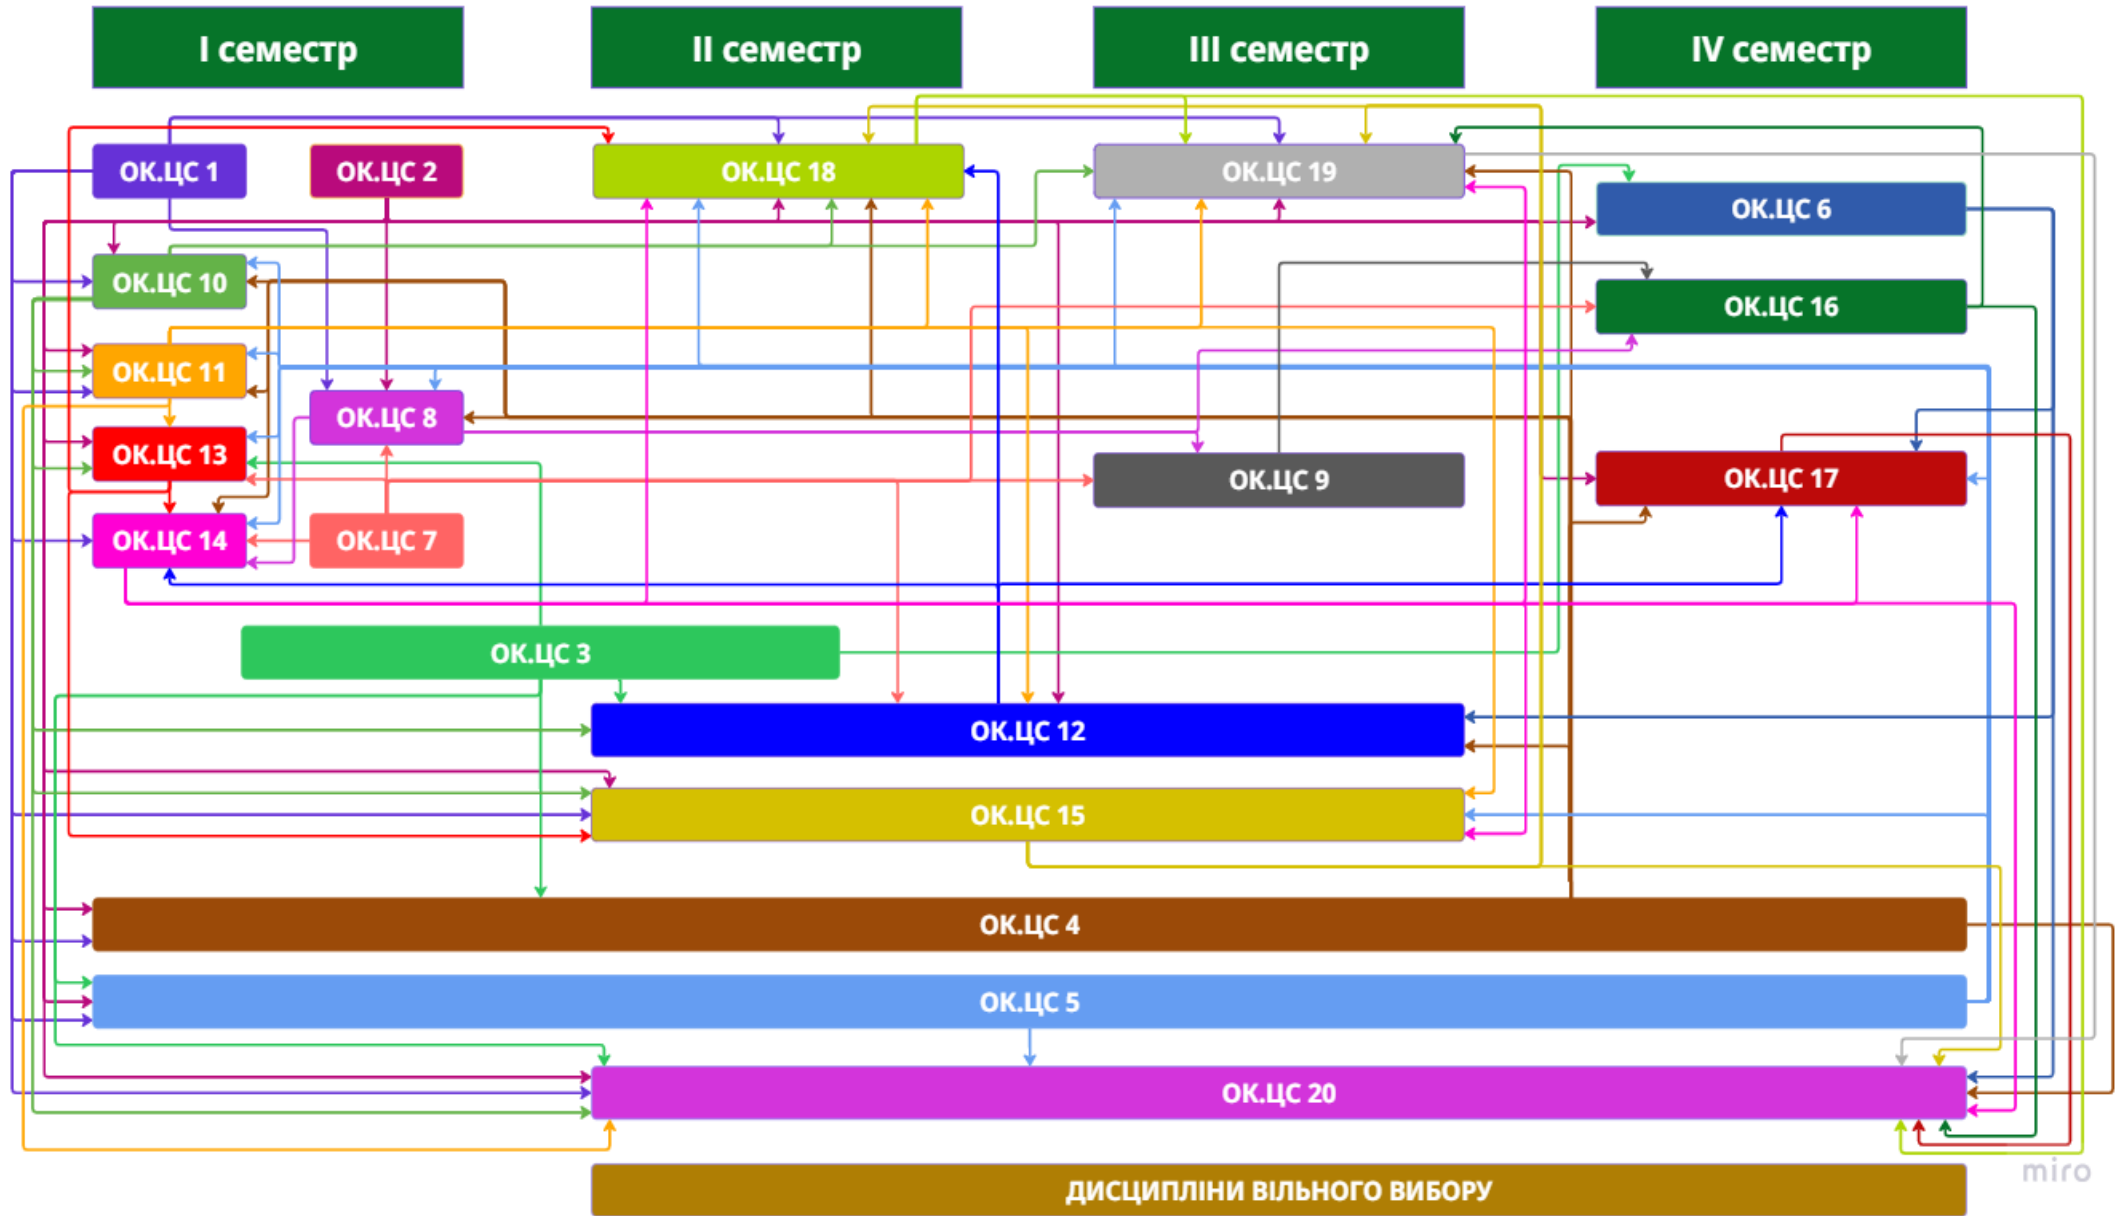 І семестр
ІІ семестр
ІІІ семестр
IV семестр
ОК.ЦС 1
ОК.ЦС 2
ОК.ЦС 18
ОК.ЦС 19
ОК.ЦС 6
ОК.ЦС 10
ОК.ЦС 16
ОК.ЦС 11
ОК.ЦС 8
ОК.ЦС 13
ОК.ЦС 9
ОК.ЦС 17
ОК.ЦС 14
ОК.ЦС 7
ОК.ЦС 3
ОК.ЦС 12
ОК.ЦС 15
ОК.ЦС 4
ОК.ЦС 5
ОК.ЦС 20
miro
ДИСЦИПЛІНИ ВІЛЬНОГО ВИБОРУ